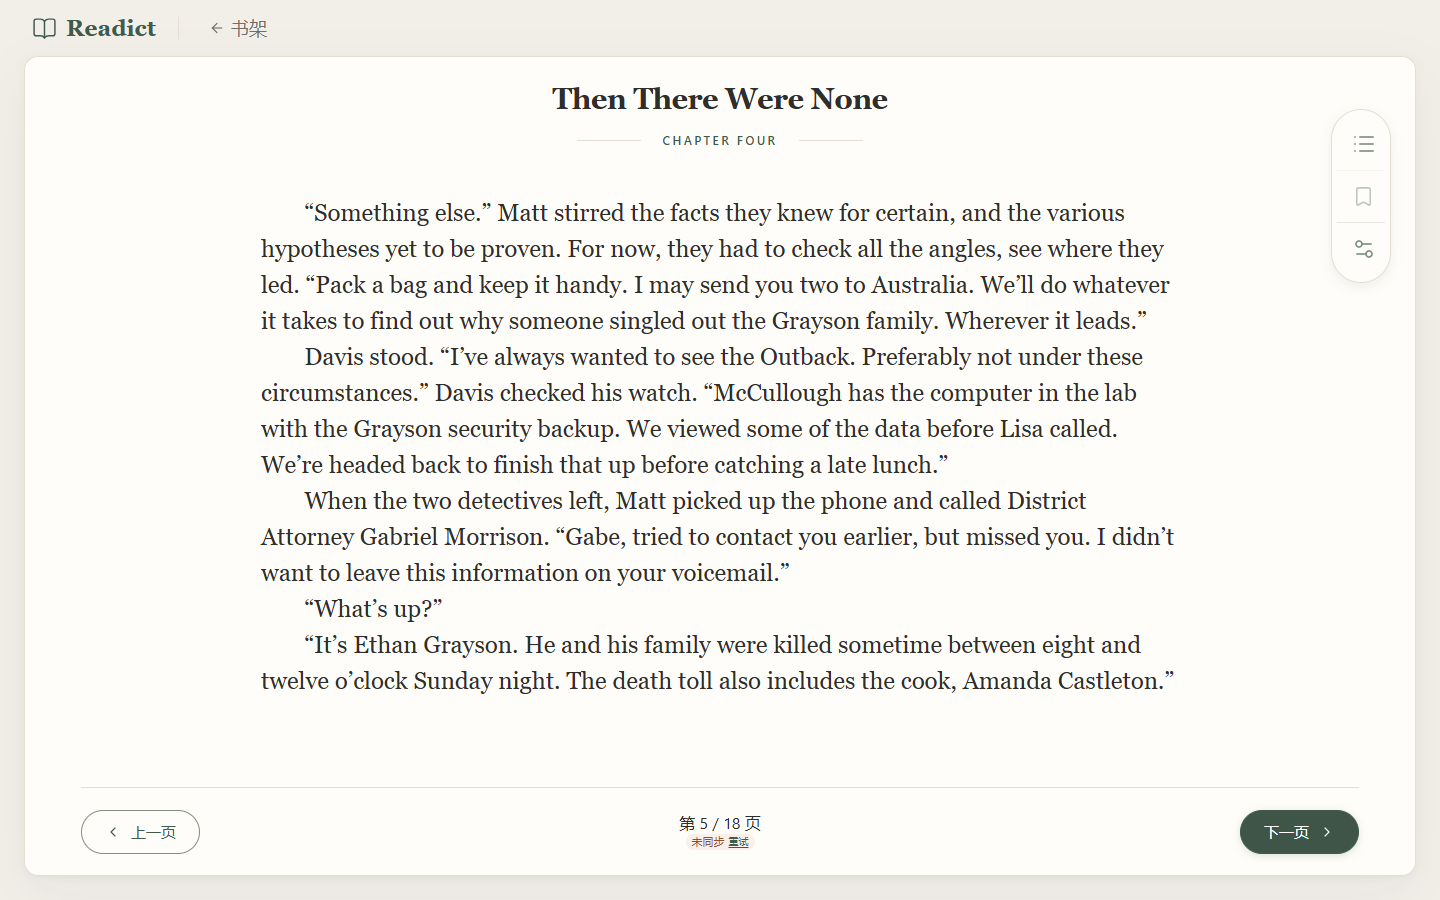 Readict
书架
Then There Were None
CHAPTER FOUR
“Something else.” Matt stirred the facts they knew for certain, and the various
hypotheses yet to be proven. For now, they had to check all the angles, see where they
led. “Pack a bag and keep it handy. I may send you two to Australia. We’ll do whatever
it takes to find out why someone singled out the Grayson family. Wherever it leads.”
Davis stood. “I’ve always wanted to see the Outback. Preferably not under these
circumstances.” Davis checked his watch. “McCullough has the computer in the lab
with the Grayson security backup. We viewed some of the data before Lisa called.
We’re headed back to finish that up before catching a late lunch.”
When the two detectives left, Matt picked up the phone and called District
Attorney Gabriel Morrison. “Gabe, tried to contact you earlier, but missed you. I didn’t
want to leave this information on your voicemail.”
“What’s up?”
“It’s Ethan Grayson. He and his family were killed sometime between eight and
twelve o’clock Sunday night. The death toll also includes the cook, Amanda Castleton.”
上一页
第 5 / 18 页
未同步 重试
下一页